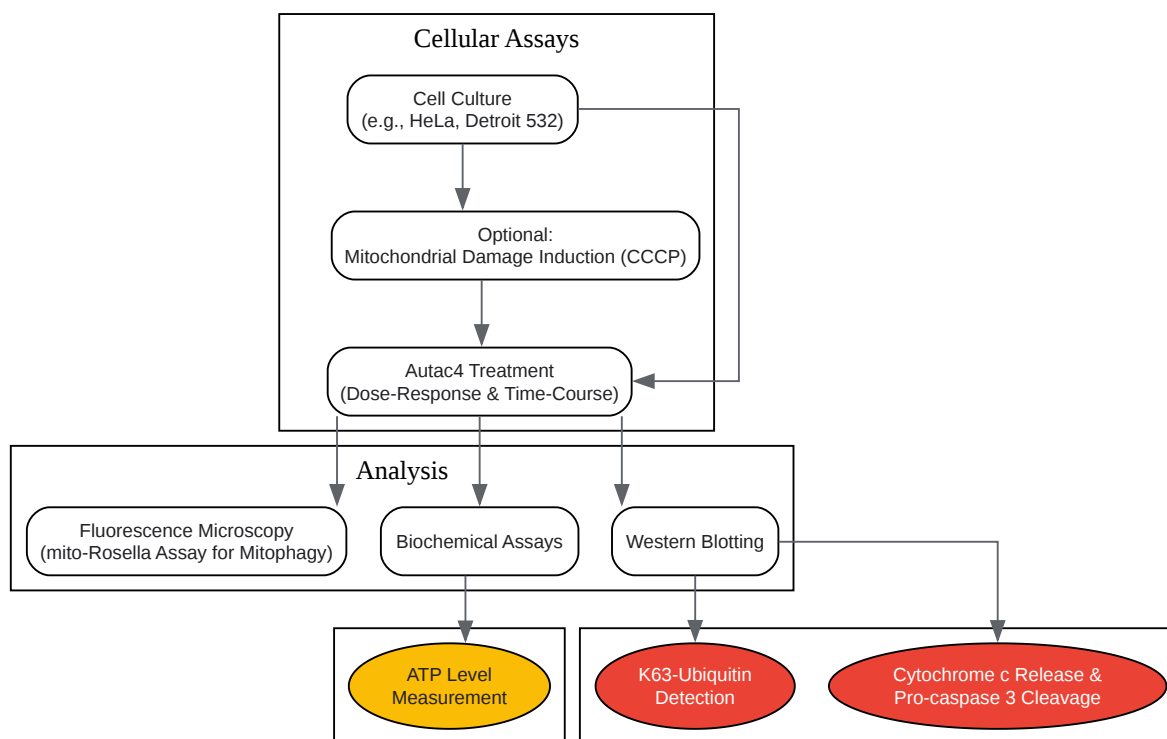 Cellular Assays
Cell Culture
(e.g., HeLa, Detroit 532)
Optional:
Mitochondrial Damage Induction (CCCP)
Autac4 Treatment
(Dose-Response & Time-Course)
Analysis
Fluorescence Microscopy
(mito-Rosella Assay for Mitophagy)
Biochemical Assays
Western Blotting
ATP Level
Measurement
K63-Ubiquitin
Detection
Cytochrome c Release &
Pro-caspase 3 Cleavage